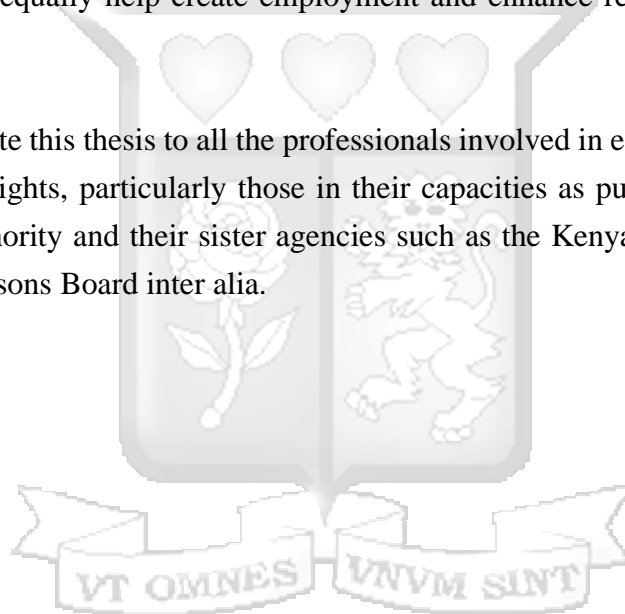 equally help create employment and enhance re
te this thesis to all the professionals involved in e
ights, particularly those in their capacities as pu
nority and their sister agencies such as the Kenya
sons Board inter alia.
VT OMNES VNVM SINT